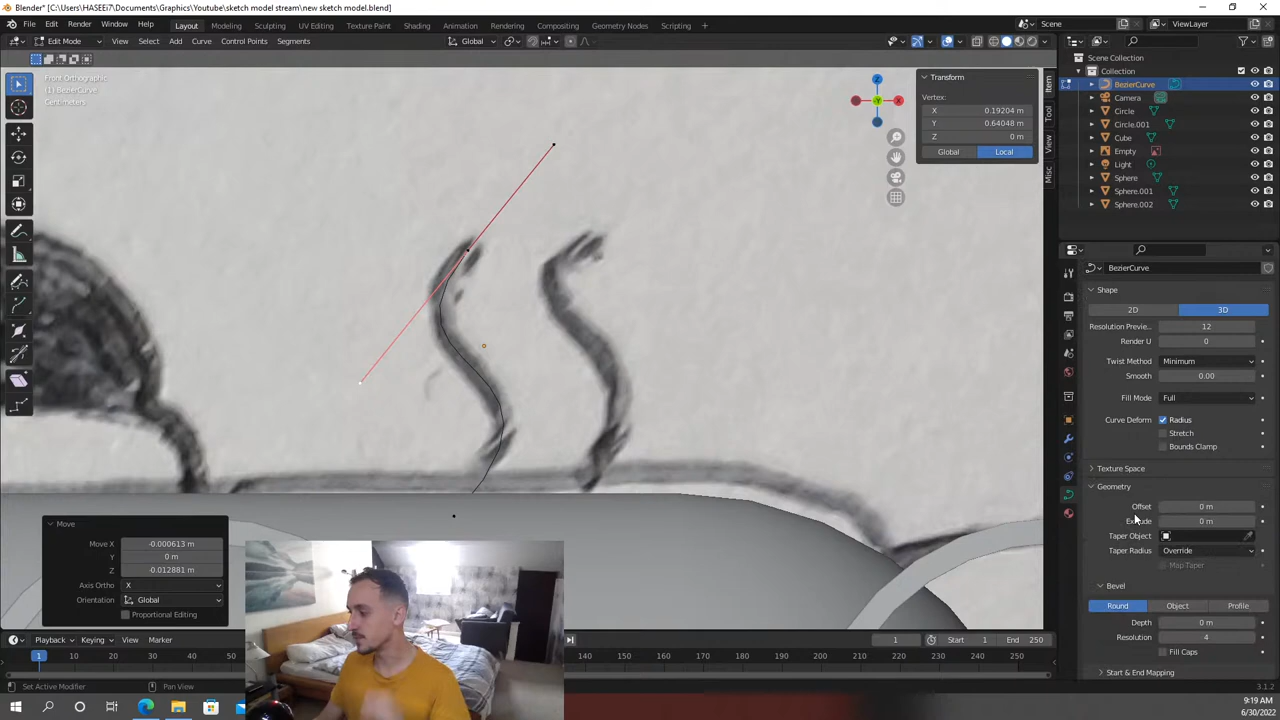 Blender* [C:\Users\HASEEi7\Documents\Graphics\Youtube\sketch model stream\new sketch model.blend]
File Edit Render Window Help Layout Modeling Sculpting UV Editing Texture Paint Shading Animation Rendering Compositing Geometry Nodes Scripting Scene ViewLayer
Edit Mode View Select Add Curve Control Points Segments Global
Front Orthographic
(1) BezierCurve
Centimeters
Z
X
Y
Transform
Vertex:
X 0.19204 m
Y 0.64048 m
Z 0 m
Global Local
Item
Tool
View
Misc
Scene Collection
Collection
BezierCurve
Camera
Circle
Circle.001
Cube
Empty
Light
Sphere
Sphere.001
Sphere.002
BezierCurve
Shape
2D 3D
Resolution Previe... 12
Render U 0
Twist Method Minimum
Smooth 0.00
Fill Mode Full
Curve Deform Radius
Stretch
Bounds Clamp
Texture Space
Geometry
Offset 0 m
Extrude 0 m
Taper Object
Taper Radius Override
Map Taper
Bevel
Round Object Profile
Depth 0 m
Resolution 4
Fill Caps
Start & End Mapping
Move
Move X -0.000613 m
Y 0 m
Z -0.012881 m
Axis Ortho X
Orientation Global
Proportional Editing
Playback Keying View Marker 1 Start 1 End 250
1 10 20 30 40 50 140 150 160 170 180 190 200 210 220 230 240 250
Set Active Modifier Pan View 3.1.2
9:19 AM
6/30/2022